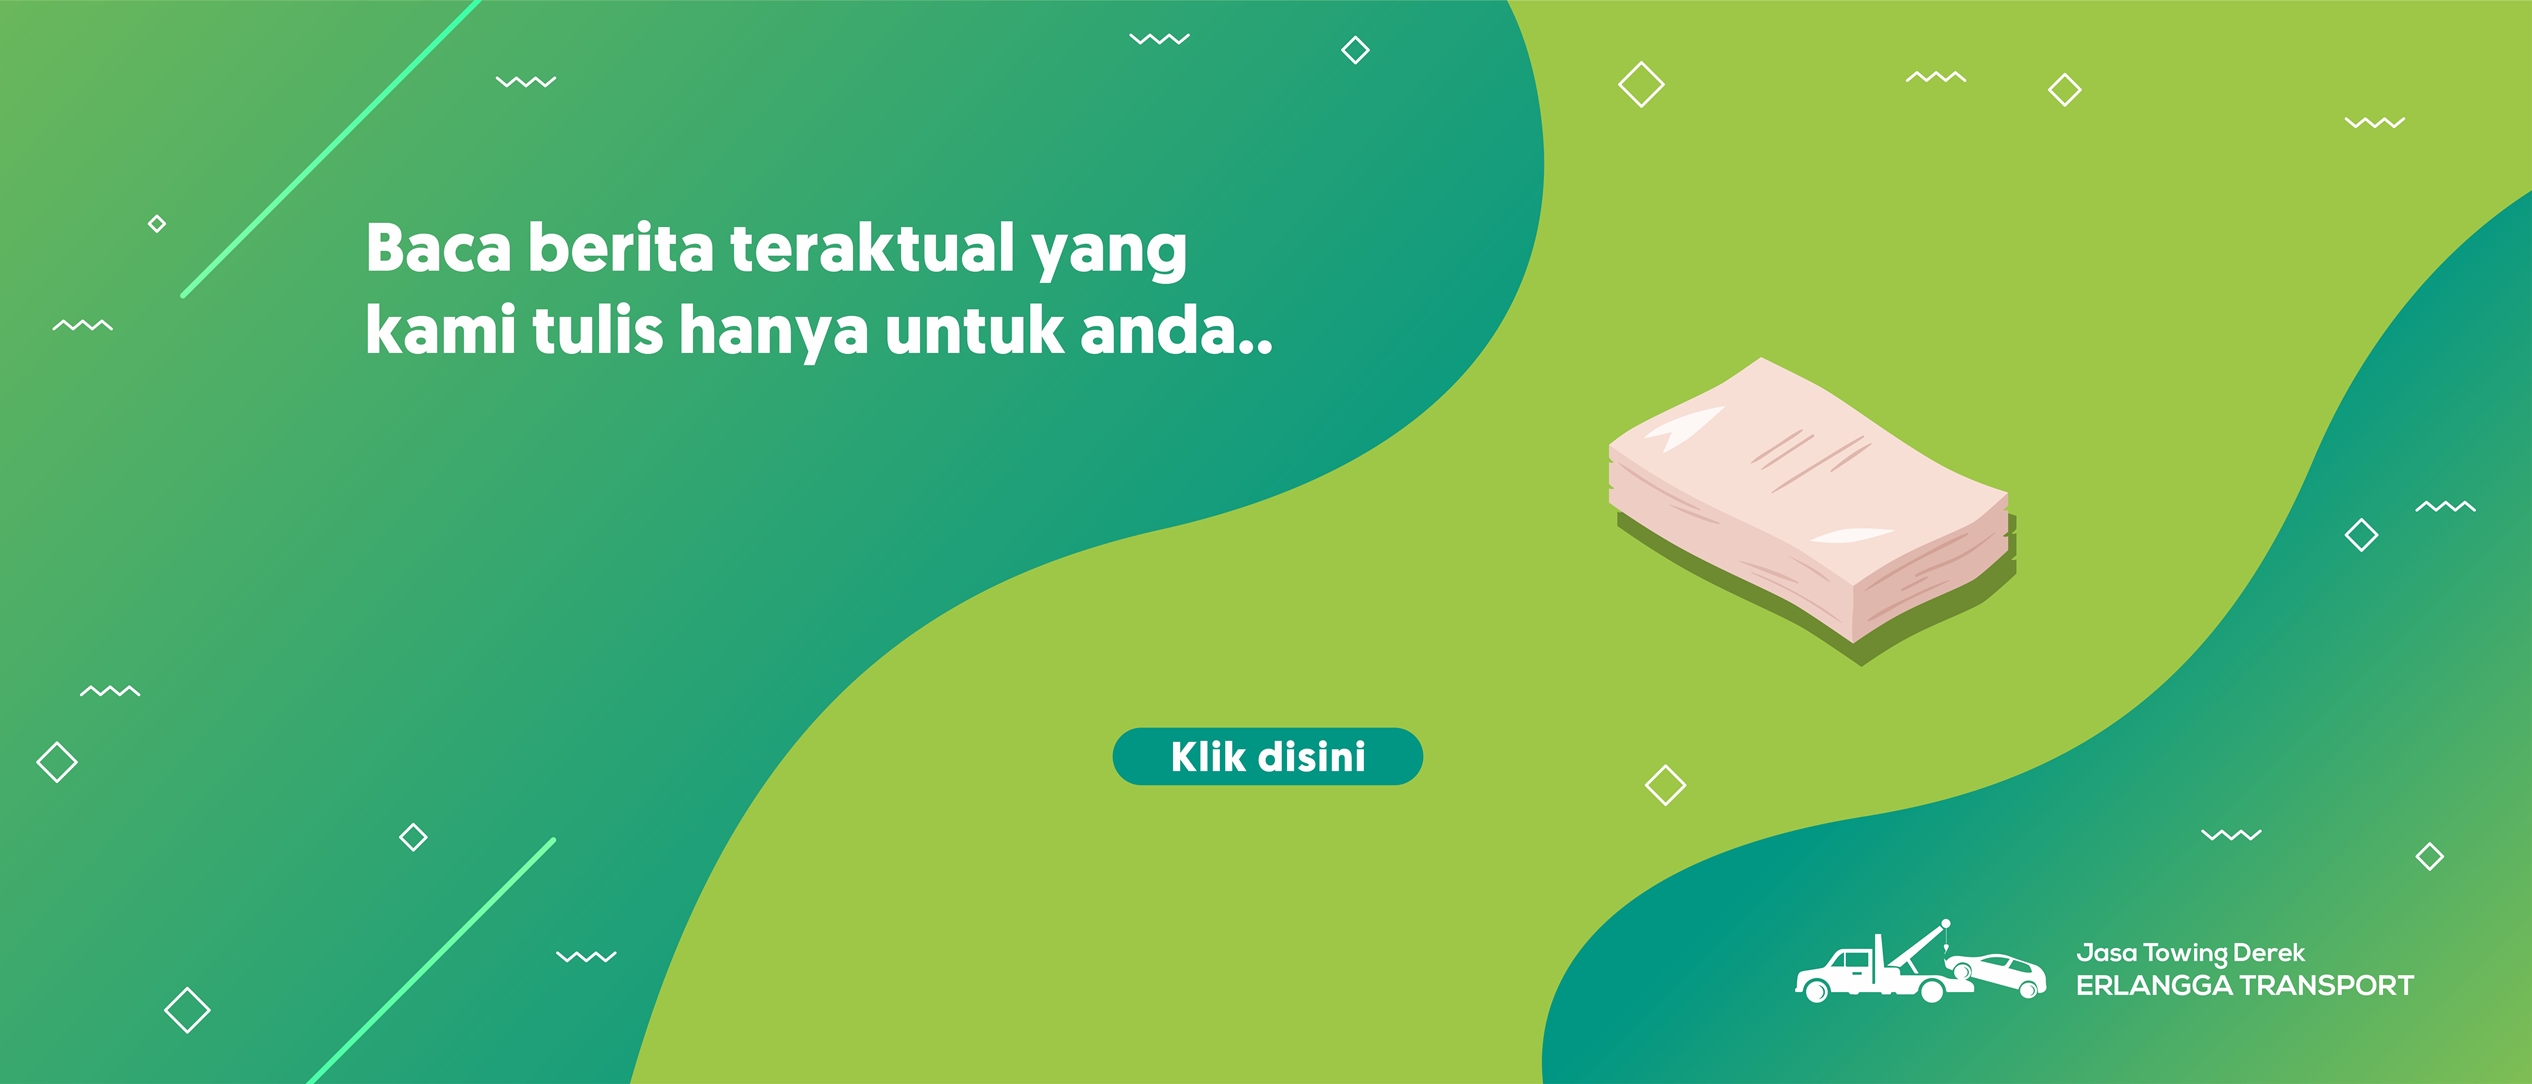 Baca berita teraktual yang
kami tulis hanya untuk anda..
Klik disini
Jasa Towing Derek
ERLANGGA TRANSPORT